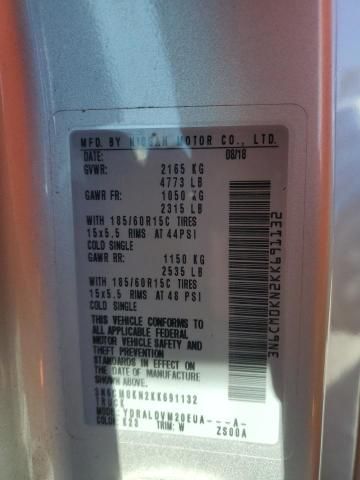 MFD. BY NISSAN MOTOR CO., LTD.
DATE: 08/18
GVWR: 2165 KG
4773 LB
GAWR FR: 1050 KG
2315 LB
WITH 185/60R15C TIRES
15x5.5 RIMS AT 44PSI
COLD SINGLE
GAWR RR: 1150 KG
2535 LB
WITH 185/60R15C TIRES
15x5.5 RIMS AT 48 PSI
COLD SINGLE
THIS VEHICLE CONFORMS TO
ALL APPLICABLE FEDERAL
MOTOR VEHICLE SAFETY AND
THEFT PREVENTION
STANDARDS IN EFFECT ON
THE DATE OF MANUFACTURE
SHOWN ABOVE.
3N6CM0KN2KK691132
TRUCK
MODEL: YDRALDVM20EUA---A-
COLOR: K23 TRIM: W ZS00A
3N6CM0KN2KK691132